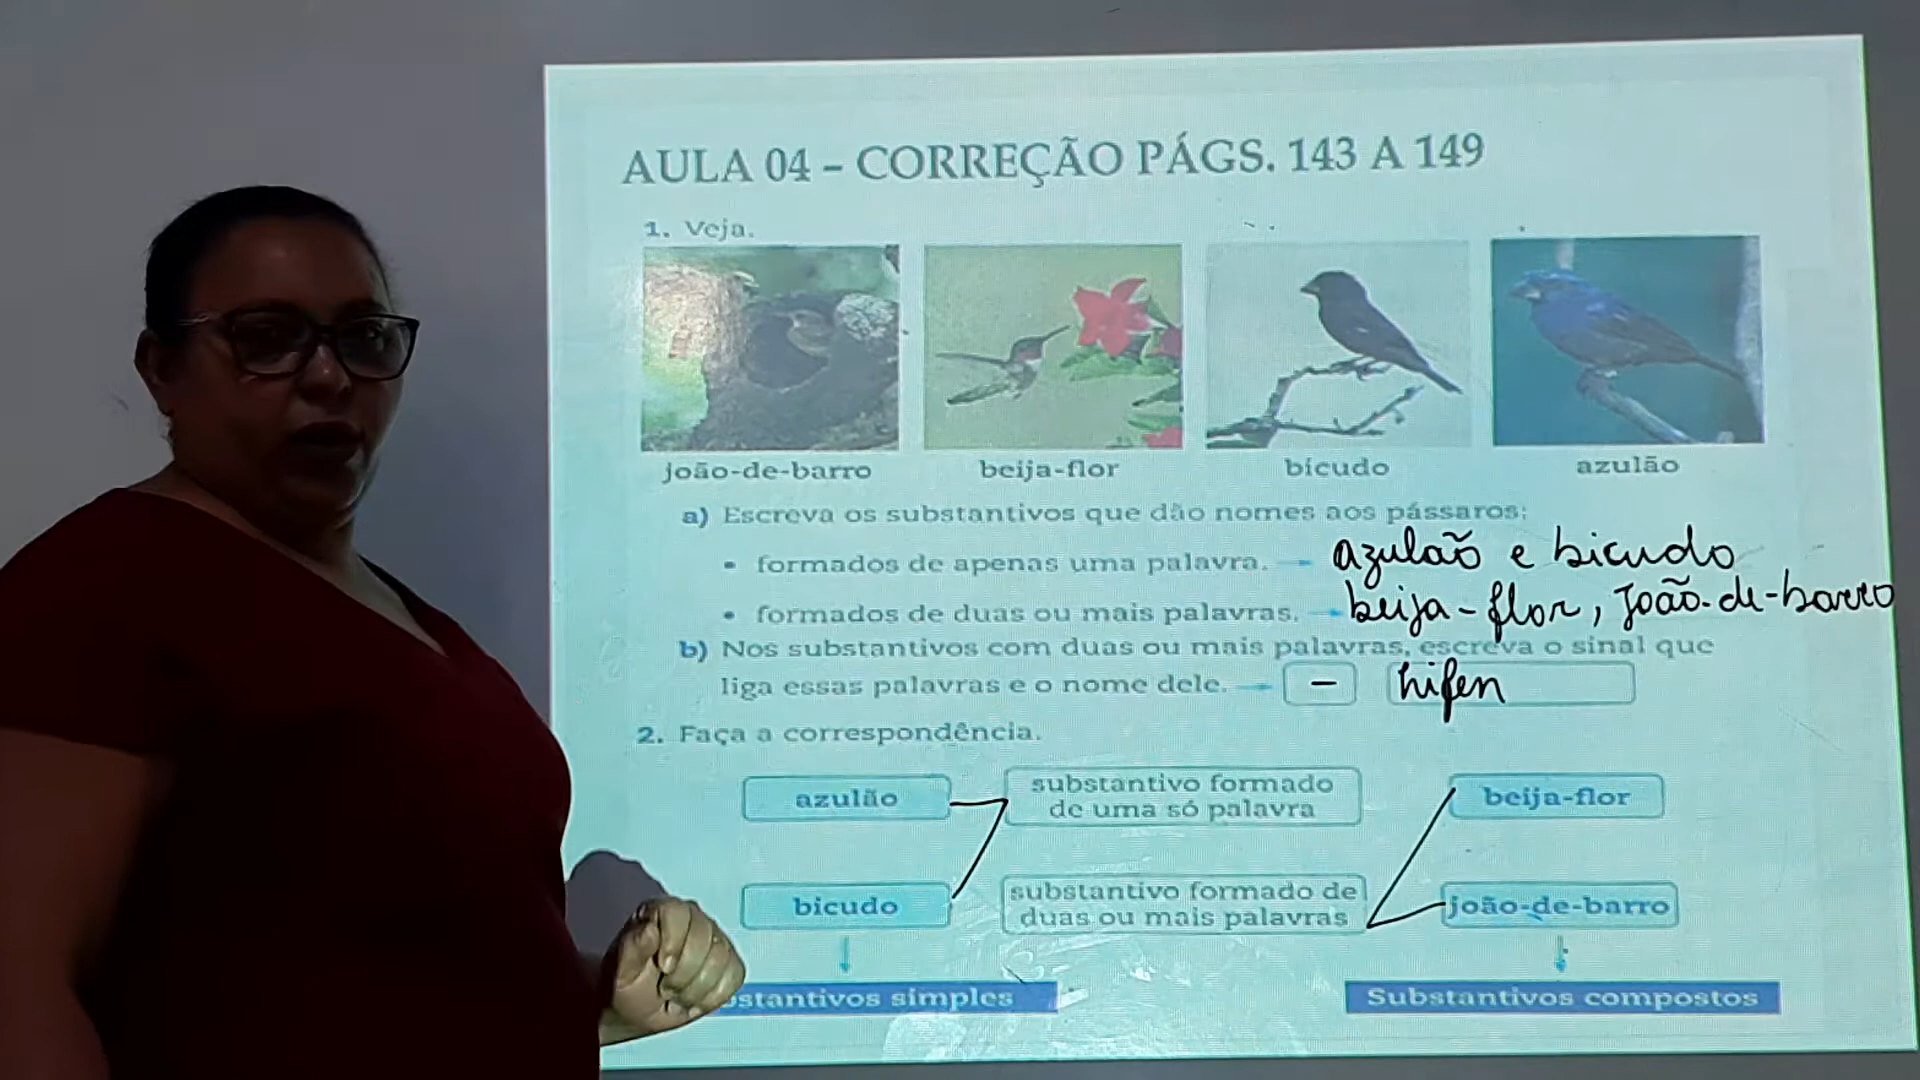 AULA 04 – CORREÇÃO PÁGS. 143 A 149
1. Veja.
joão-de-barro beija-flor bicudo azulão
a) Escreva os substantivos que dão nomes aos pássaros:
• formados de apenas uma palavra. → azulão e bicudo
• formados de duas ou mais palavras. → beija-flor, João-de-barro
b) Nos substantivos com duas ou mais palavras, escreva o sinal que
liga essas palavras e o nome dele. → - hífen
2. Faça a correspondência.
azulão
substantivo formado
de uma só palavra
beija-flor
bicudo
substantivo formado de
duas ou mais palavras
joão-de-barro
stantivos simples
Substantivos compostos